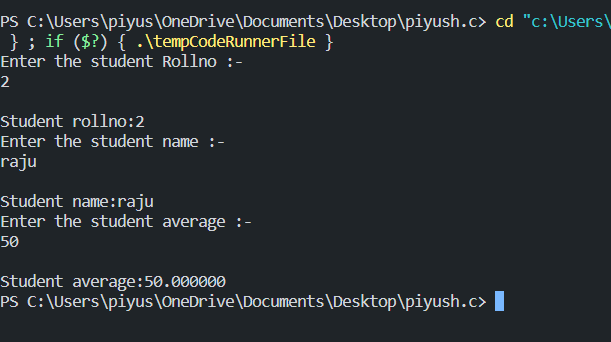 PS C:\Users\piyus\OneDrive\Documents\Desktop\piyush.c> cd "c:\Users\
 } ; if ($?) { .\tempCodeRunnerFile }
Enter the student Rollno :-
2
Student rollno:2
Enter the student name :-
raju
Student name:raju
Enter the student average :-
50
Student average:50.000000
PS C:\Users\piyus\OneDrive\Documents\Desktop\piyush.c>